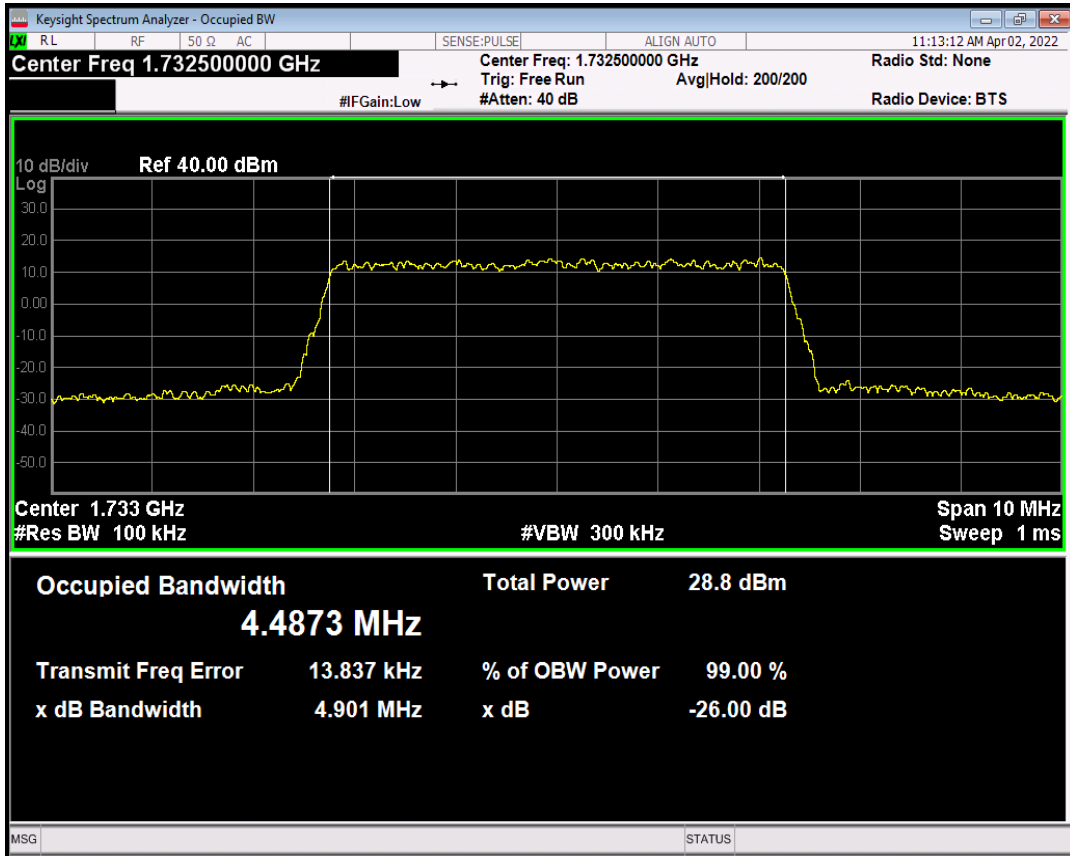 Keysight Spectrum Analyzer - Occupied BW
LXI RL RF 50 Ω AC SENSE:PULSE ALIGN AUTO 11:13:12 AM Apr 02, 2022
Center Freq 1.732500000 GHz
Center Freq: 1.732500000 GHz Radio Std: None
Trig: Free Run Avg|Hold: 200/200
#IFGain:Low #Atten: 40 dB Radio Device: BTS
10 dB/div Ref 40.00 dBm
Log
30.0
20.0
10.0
0.00
-10.0
-20.0
-30.0
-40.0
-50.0
Center 1.733 GHz Span 10 MHz
#Res BW 100 kHz #VBW 300 kHz Sweep 1 ms
Occupied Bandwidth Total Power 28.8 dBm
4.4873 MHz
Transmit Freq Error 13.837 kHz % of OBW Power 99.00 %
x dB Bandwidth 4.901 MHz x dB -26.00 dB
MSG STATUS